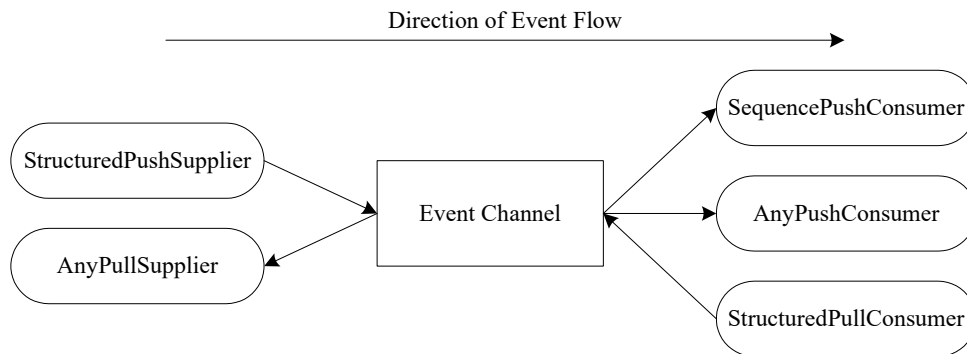 Direction of Event Flow
SequencePushConsumer
StructuredPushSupplier
Event Channel
AnyPushConsumer
AnyPullSupplier
StructuredPullConsumer